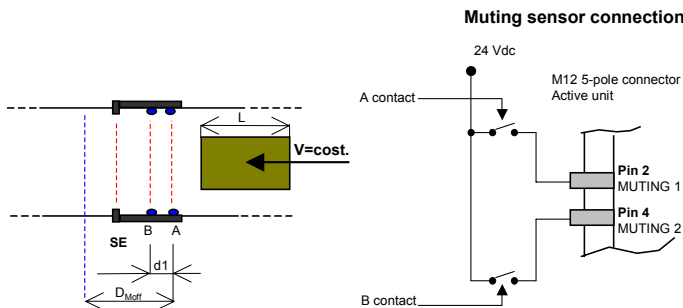 Muting sensor connection
24 Vdc
M12 5-pole connector
Active unit
A contact
L
V=cost.
Pin 2
MUTING 1
Pin 4
MUTING 2
SE
B
A
d1
DMoff
B contact